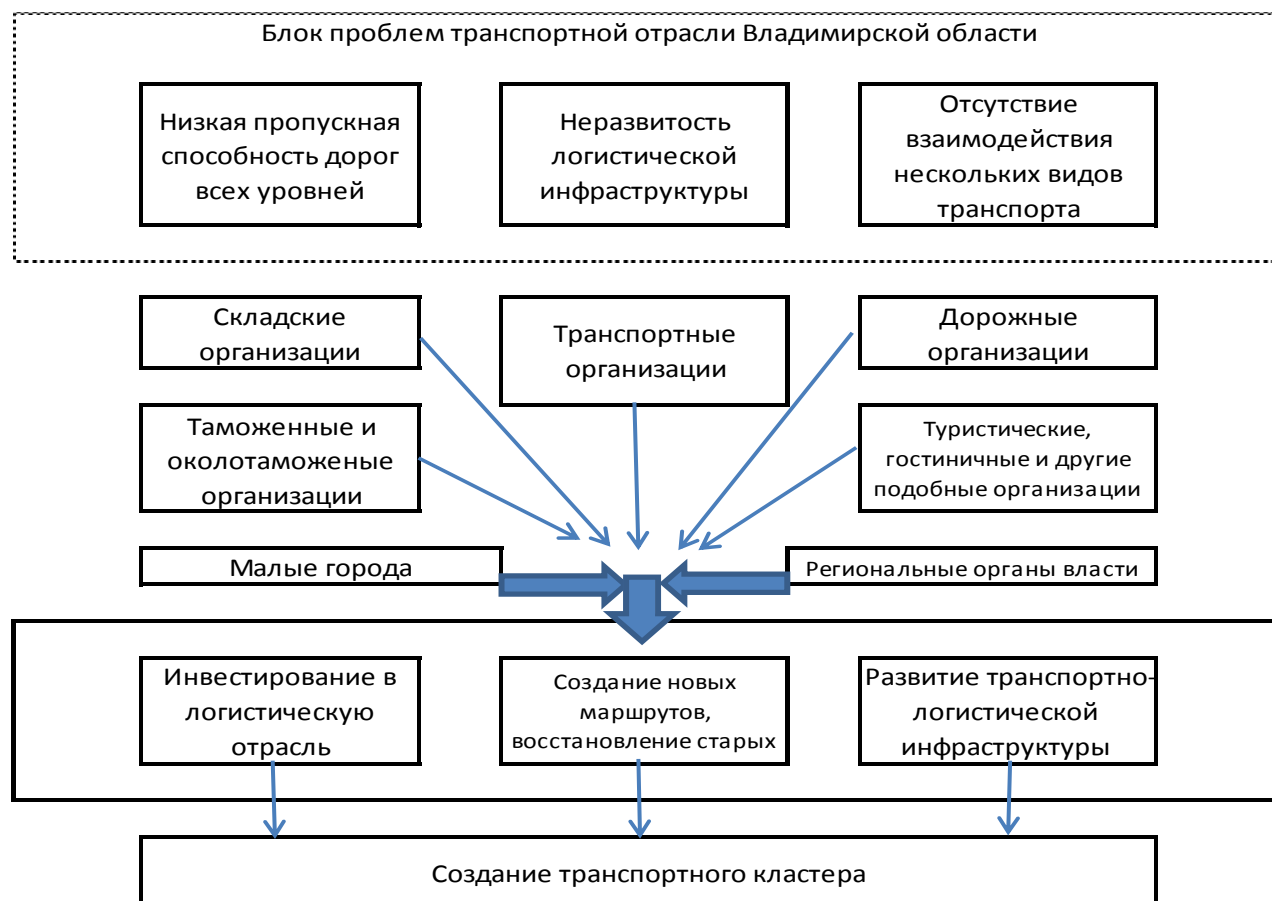 Блок проблем транспортной отрасли Владимирской области
Низкая пропускная
способность дорог
всех уровней
Неразвитость
логистической
инфраструктуры
Отсутствие
взаимодействия
нескольких видов
транспорта
Складские
организации
Транспортные
организации
Дорожные
организации
Таможенные и
околотаможеные
организации
Туристические,
гостиничные и другие
подобные организации
Малые города
Региональные органы власти
Инвестирование в
логистическую
отрасль
Создание новых
маршрутов,
восстановление старых
Развитие транспортно-
логистической
инфраструктуры
Создание транспортного кластера